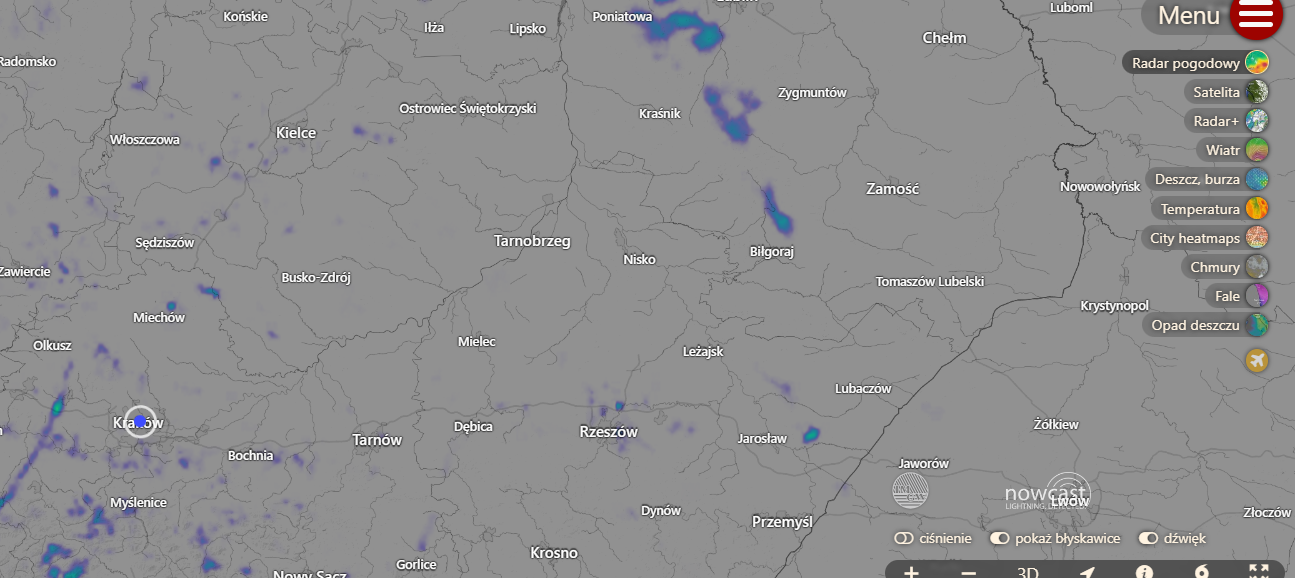 Końskie
Iłża
Lipsko
Poniatowa
Luboml
Menu
Chełm
Radomsko
Radar pogodowy
Satelita
Zygmuntów
Ostrowiec Świętokrzyski
Kraśnik
Radar+
Kielce
Włoszczowa
Wiatr
Deszcz, burza
Zamość
Nowowołyńsk
Temperatura
Sędziszów
Tarnobrzeg
City heatmaps
Biłgoraj
Nisko
Chmury
Zawiercie
Busko-Zdrój
Tomaszów Lubelski
Fale
Krystynopol
Miechów
Opad deszczu
Olkusz
Mielec
Leżajsk
Lubaczów
Kraków
Dębica
Rzeszów
Żółkiew
Tarnów
Jarosław
Bochnia
Jaworów
nowcast
LIGHTNING, DETECTED.
Lwów
Myślenice
Dynów
Złoczów
Przemyśl
ciśnienie
pokaż błyskawice
dźwięk
Krosno
Gorlice
Nowy Sącz
+ − 3D